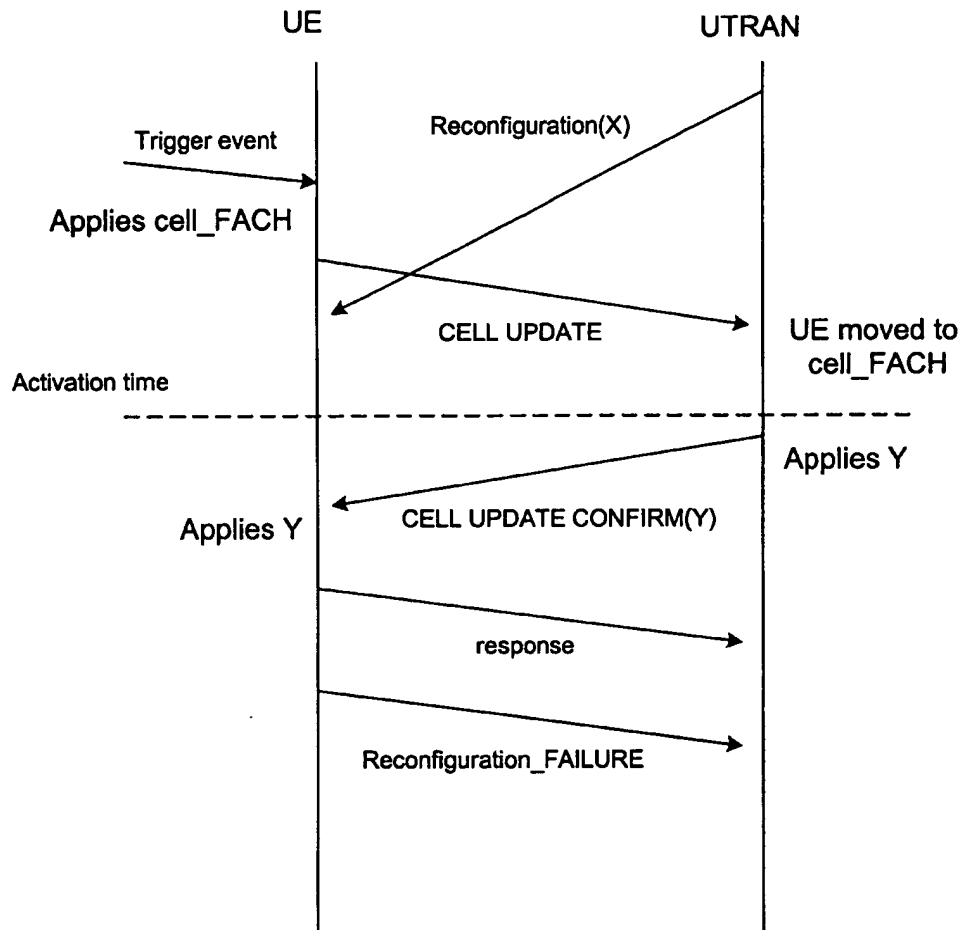 UE
UTRAN
Reconfiguration(X)
Trigger event
Applies cell_FACH
CELL UPDATE
UE moved to
cell_FACH
Activation time
Applies Y
CELL UPDATE CONFIRM(Y)
Applies Y
response
Reconfiguration_FAILURE